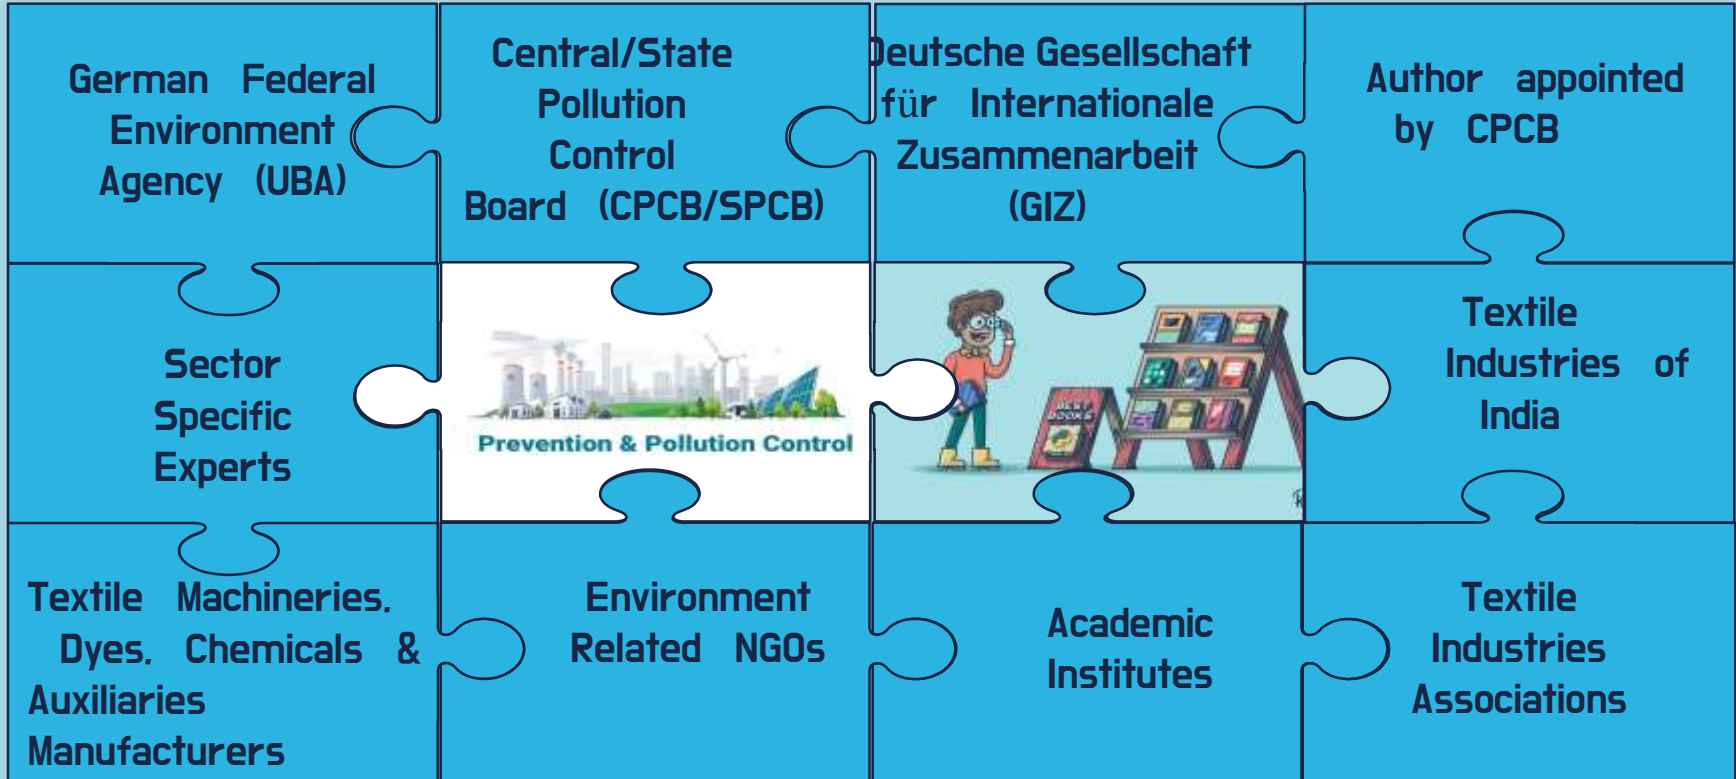 German Federal
Environment
Agency (UBA)
Central/State
Pollution
Control
Board (CPCB/SPCB)
Deutsche Gesellschaft
für Internationale
Zusammenarbeit
(GIZ)
Author appointed
by CPCB
Sector
Specific
Experts
Prevention & Pollution Control
BEST
BOOKS
Textile
Industries of
India
Textile Machineries,
Dyes, Chemicals &
Auxiliaries
Manufacturers
Environment
Related NGOs
Academic
Institutes
Textile
Industries
Associations